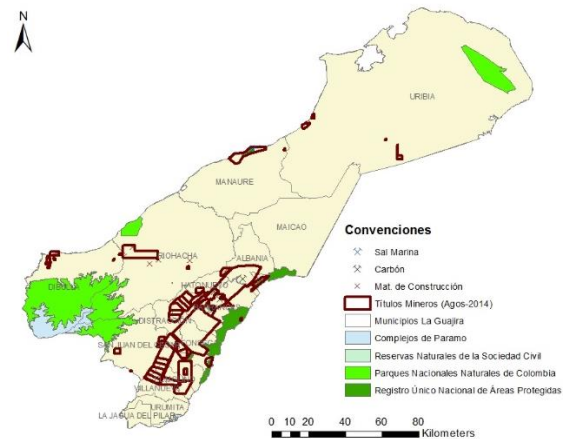 N
URIBIA
MANAURE
MAICAO
RIOHACHA
ALBANIA
DIBULLA
HATONUEVO
DISTRACCION
SAN JUAN DEL
VILLANUEVA
URUMITA
LA JAGUA DEL PILAR
Convenciones
Sal Marina
Carbón
Mat. de Construcción
Títulos Mineros (Agos-2014)
Municipios La Guajira
Complejos de Paramo
Reservas Naturales de la Sociedad Civil
Parques Nacionales Naturales de Colombia
Registro Único Nacional de Áreas Protegidas
0 10 20 40 60 80
Kilometers